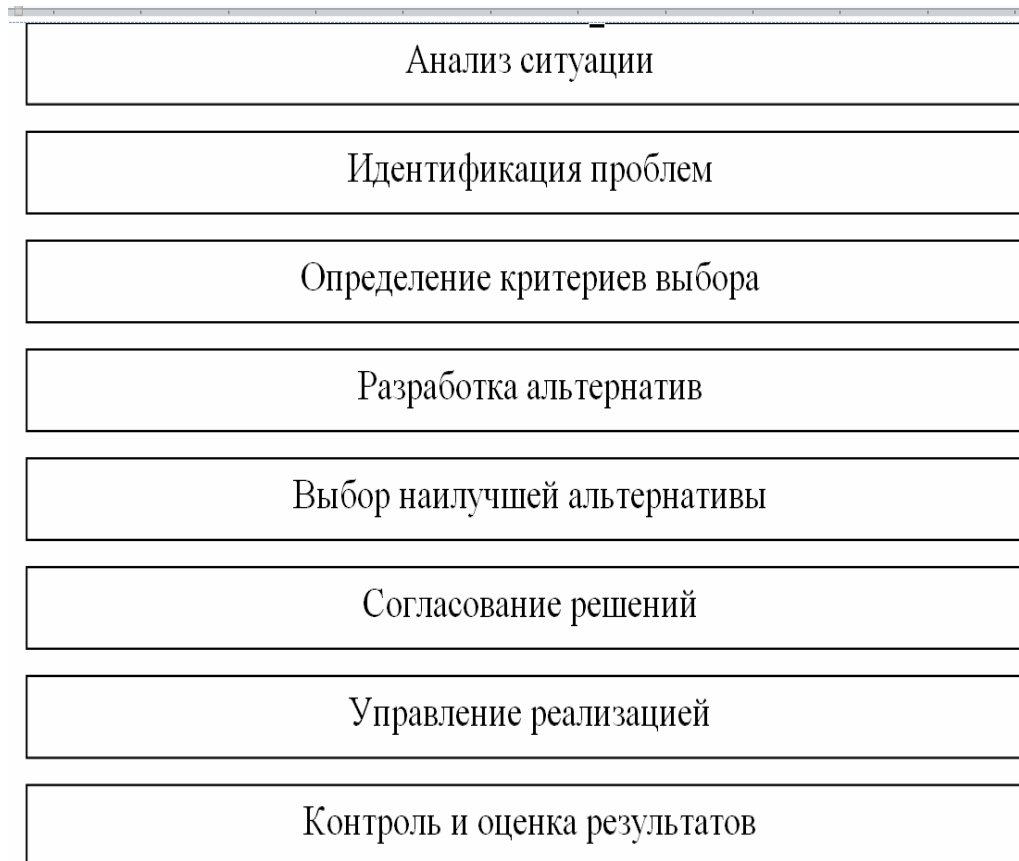 Анализ ситуации
Идентификация проблем
Определение критериев выбора
Разработка альтернатив
Выбор наилучшей альтернативы
Согласование решений
Управление реализацией
Контроль и оценка результатов